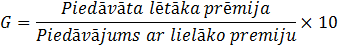 G = Piedāvāta lētāka prēmija / Piedāvājums ar lielāko premiju × 10